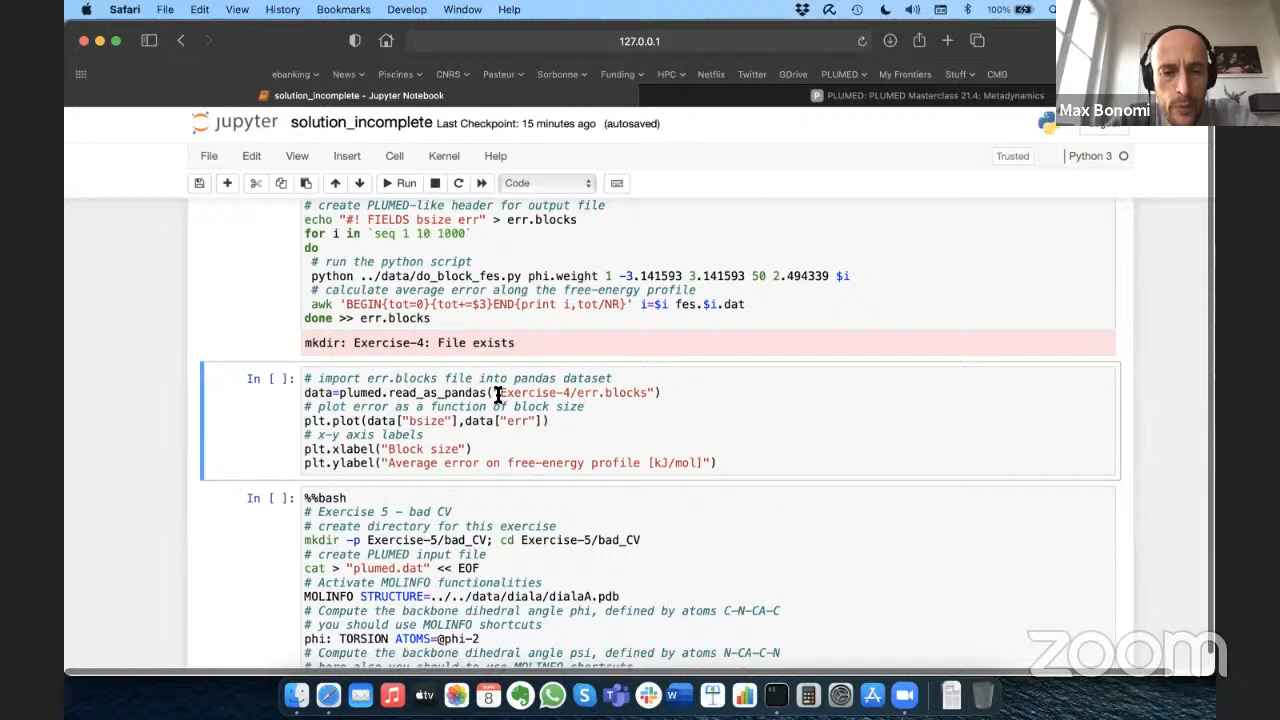 Safari File Edit View History Bookmarks Develop Window Help 100%
127.0.0.1
ebanking News Piscines CNRS Pasteur Sorbonne Funding HPC Netflix Twitter GDrive PLUMED My Frontiers Stuff CMG
solution_incomplete - Jupyter Notebook
P PLUMED: PLUMED Masterclass 21.4: Metadynamics
Max Bonomi
jupyter solution_incomplete Last Checkpoint: 15 minutes ago (autosaved)
File Edit View Insert Cell Kernel Help Trusted Python 3
Run Code
# create PLUMED-like header for output file
echo "#! FIELDS bsize err" > err.blocks
for i in `seq 1 10 1000`
do
# run the python script
python ../data/do_block_fes.py phi.weight 1 -3.141593 3.141593 50 2.494339 $i
# calculate average error along the free-energy profile
awk 'BEGIN{tot=0}{tot+=$3}END{print i,tot/NR}' i=$i fes.$i.dat
done >> err.blocks
mkdir: Exercise-4: File exists
In [ ]:
# import err.blocks file into pandas dataset
data=plumed.read_as_pandas("Exercise-4/err.blocks")
# plot error as a function of block size
plt.plot(data["bsize"],data["err"])
# x-y axis labels
plt.xlabel("Block size")
plt.ylabel("Average error on free-energy profile [kJ/mol]")
In [ ]:
%%bash
# Exercise 5 - bad CV
# create directory for this exercise
mkdir -p Exercise-5/bad_CV; cd Exercise-5/bad_CV
# create PLUMED input file
cat > "plumed.dat" << EOF
# Activate MOLINFO functionalities
MOLINFO STRUCTURE=../../data/diala/dialaA.pdb
# Compute the backbone dihedral angle phi, defined by atoms C-N-CA-C
# you should use MOLINFO shortcuts
phi: TORSION ATOMS=@phi-2
# Compute the backbone dihedral angle psi, defined by atoms N-CA-C-N
# here also you should to use MOLINFO shortcuts
zoom
MAR
8
tv